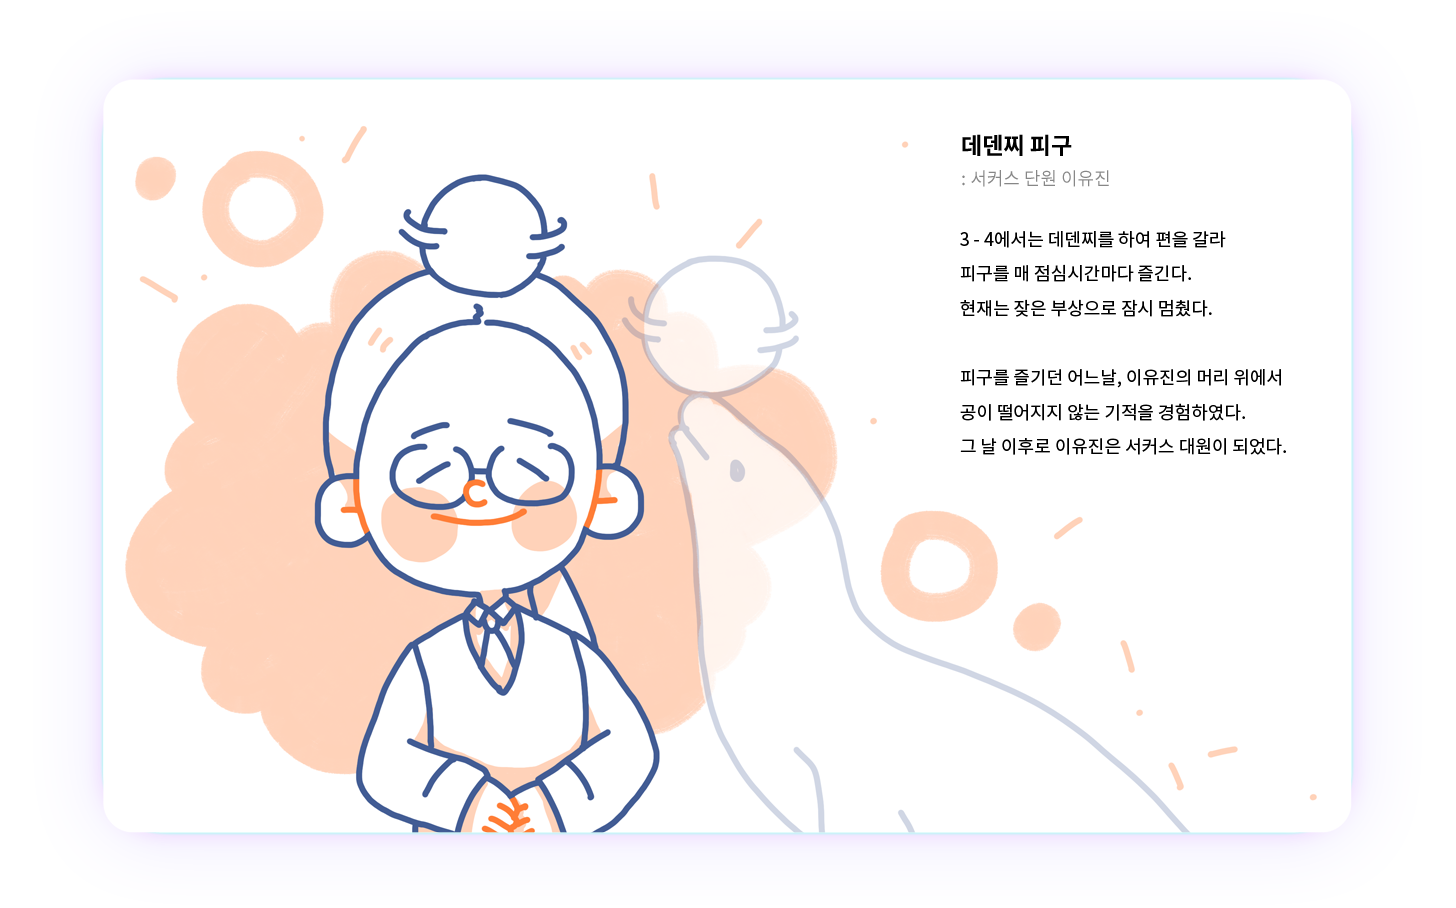 데덴찌 피구
: 서커스 단원 이유진
3 - 4에서는 데덴찌를 하여 편을 갈라
피구를 매 점심시간마다 즐긴다.
현재는 잦은 부상으로 잠시 멈췄다.
피구를 즐기던 어느날, 이유진의 머리 위에서
공이 떨어지지 않는 기적을 경험하였다.
그 날 이후로 이유진은 서커스 대원이 되었다.